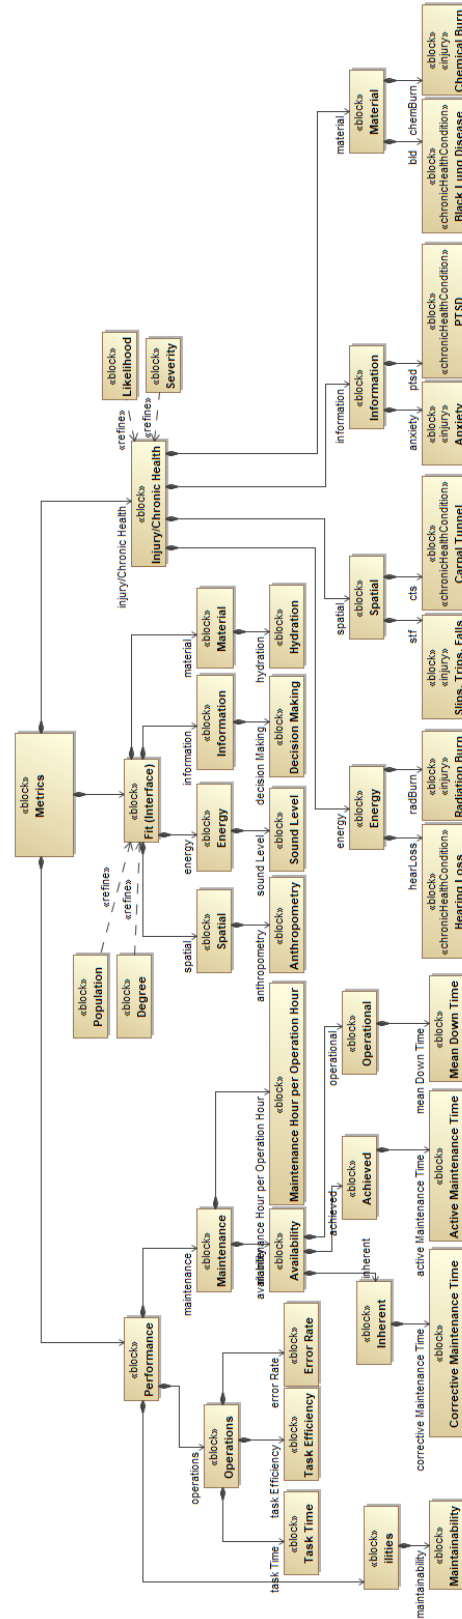 «block»
Metrics
«block»
Population
«refine»
«block»
Degree
«refine»
«block»
Likelihood
«refine»
«block»
Severity
«refine»
injury/Chronic Health
«block»
Performance
«block»
Fit (Interface)
«block»
Injury/Chronic Health
operations
maintenance
spatial
energy
information
material
«block»
Operations
«block»
Maintenance
«block»
Spatial
«block»
Energy
«block»
Information
«block»
Material
task Time
task Efficiency
error Rate
availability
maintenance Hour per Operation Hour
anthropometry
sound Level
decision Making
hydration
«block»
Task Time
«block»
Task Efficiency
«block»
Error Rate
«block»
Availability
«block»
Maintenance Hour per Operation Hour
«block»
Anthropometry
«block»
Sound Level
«block»
Decision Making
«block»
Hydration
inherent
achieved
operational
energy
spatial
information
material
«block»
ilities
«block»
Inherent
«block»
Achieved
«block»
Operational
«block»
Energy
«block»
Spatial
«block»
Information
«block»
Material
maintainability
corrective Maintenance Time
active Maintenance Time
mean Down Time
hearLoss
radBurn
stf
cts
anxiety
ptsd
bld
chemBurn
«block»
Maintainability
«block»
Corrective Maintenance Time
«block»
Active Maintenance Time
«block»
Mean Down Time
«block»
«chronicHealthCondition»
Hearing Loss
«block»
«injury»
Radiation Burn
«block»
«injury»
Slips, Trips, Falls
«block»
«chronicHealthCondition»
Carpal Tunnel
«block»
«injury»
Anxiety
«block»
«chronicHealthCondition»
PTSD
«block»
«chronicHealthCondition»
Black Lung Disease
«block»
«injury»
Chemical Burn